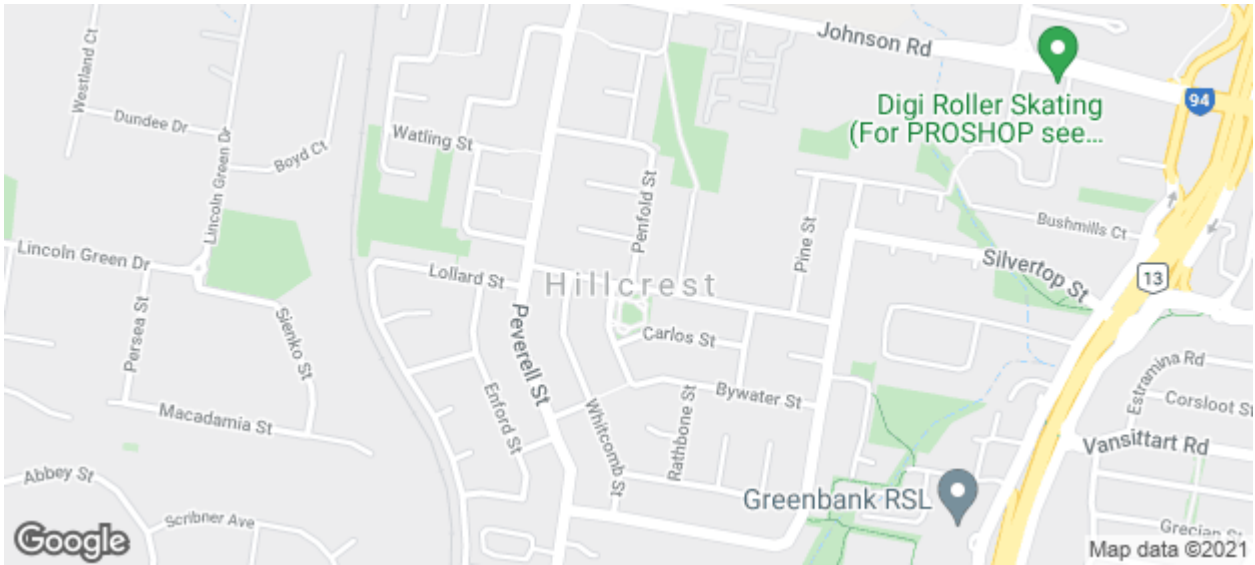 Westland Ct
Johnson Rd
94
Digi Roller Skating
(For PROSHOP see...
Dundee Dr
Lincoln Green Dr
Boyd Ct
Watling St
Penfold St
Pine St
Bushmills Ct
Silvertop St
13
Lincoln Green Dr
Lollard St
Hillcrest
Persea St
Sienko St
Peverell St
Carlos St
Estramina Rd
Corsloot St
Macadamia St
Enford St
Whitcomb St
Rathbone St
Bywater St
Vansittart Rd
Abbey St
Scribner Ave
Greenbank RSL
Grecian St
Google
Map data ©2021